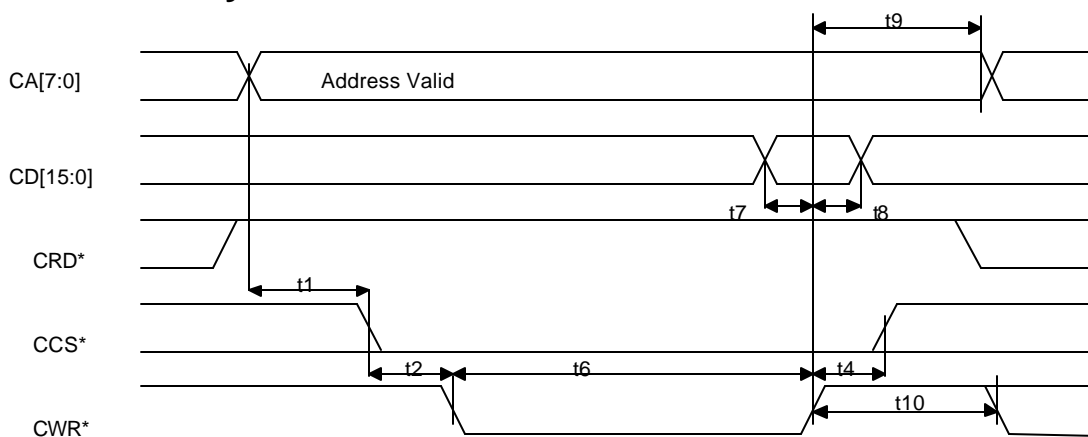 t9
CA[7:0]
Address Valid
CD[15:0]
t7
t8
CRD*
t1
CCS*
t2
t6
t4
t10
CWR*